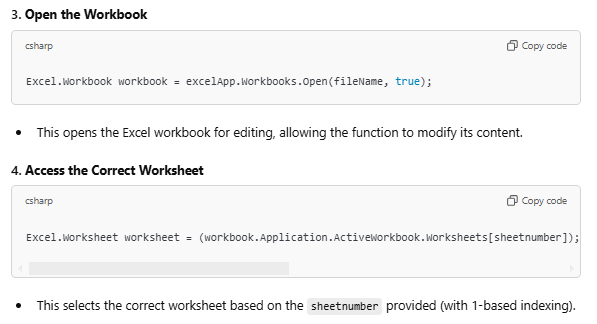 3. Open the Workbook
csharp
Copy code
Excel.Workbook workbook = excelApp.Workbooks.Open(fileName, true);
• This opens the Excel workbook for editing, allowing the function to modify its content.
4. Access the Correct Worksheet
csharp
Copy code
Excel.Worksheet worksheet = (workbook.Application.ActiveWorkbook.Worksheets[sheetnumber]);
• This selects the correct worksheet based on the sheetnumber provided (with 1-based indexing).